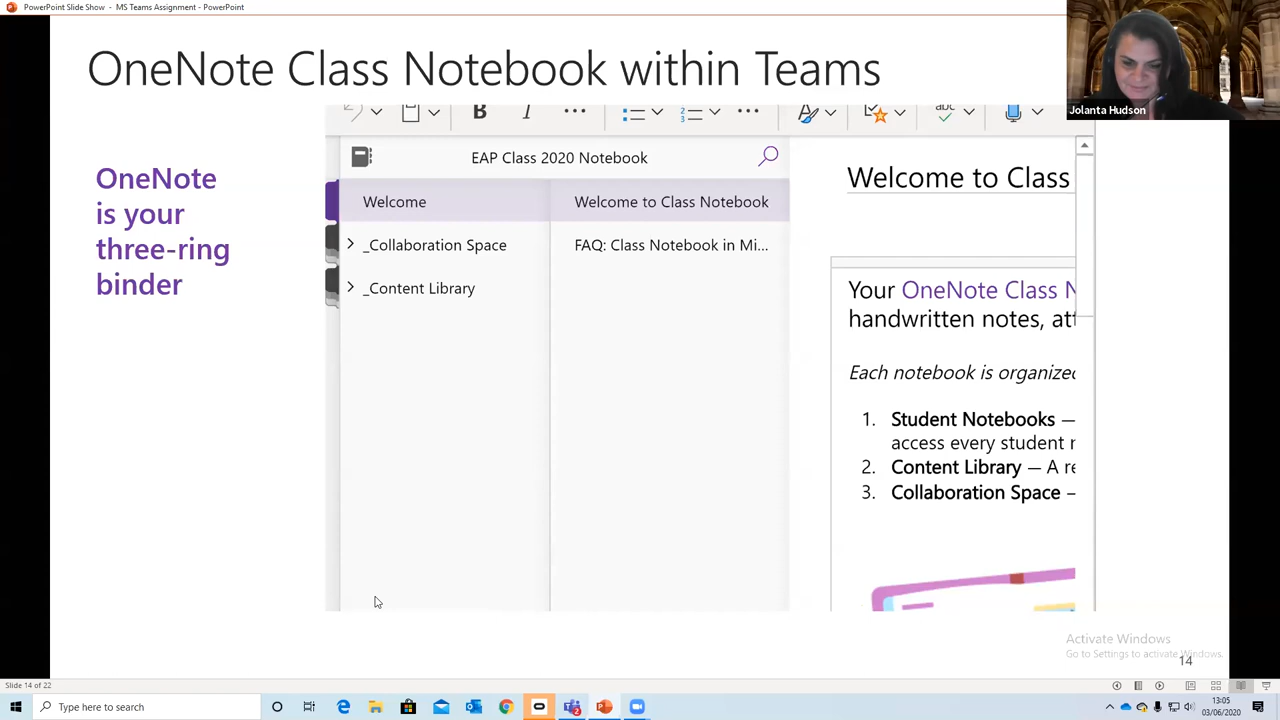 PowerPoint Slide Show - MS Teams Assignment - PowerPoint
OneNote Class Notebook within Teams
Jolanta Hudson
OneNote
is your
three-ring
binder
B I ...
...
abc
EAP Class 2020 Notebook
Welcome
_Collaboration Space
_Content Library
Welcome to Class Notebook
FAQ: Class Notebook in Mi...
Welcome to Class
Your OneNote Class N
handwritten notes, att
Each notebook is organized
1. Student Notebooks —
access every student
2. Content Library — A re
3. Collaboration Space –
Activate Windows
Go to Settings to activate Windows.
14
Slide 14 of 22
Type here to search
13:05
03/06/2020